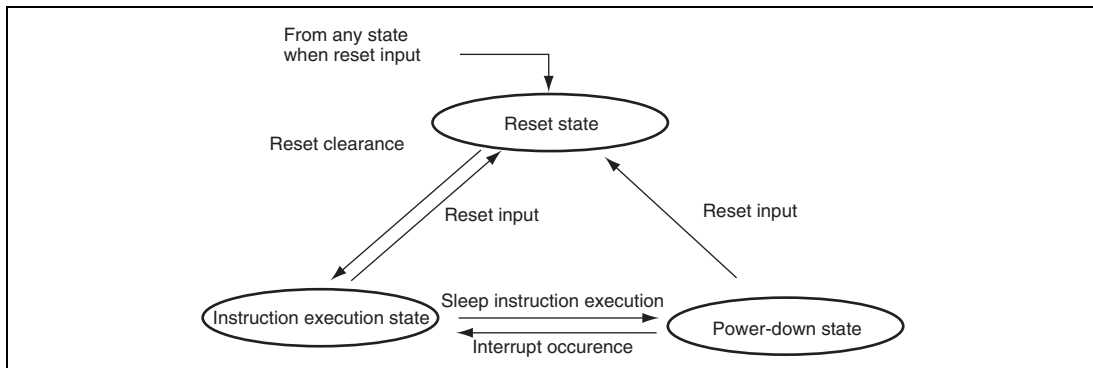 From any state
when reset input
Reset state
Reset clearance
Reset input
Reset input
Instruction execution state
Sleep instruction execution
Interrupt occurence
Power-down state